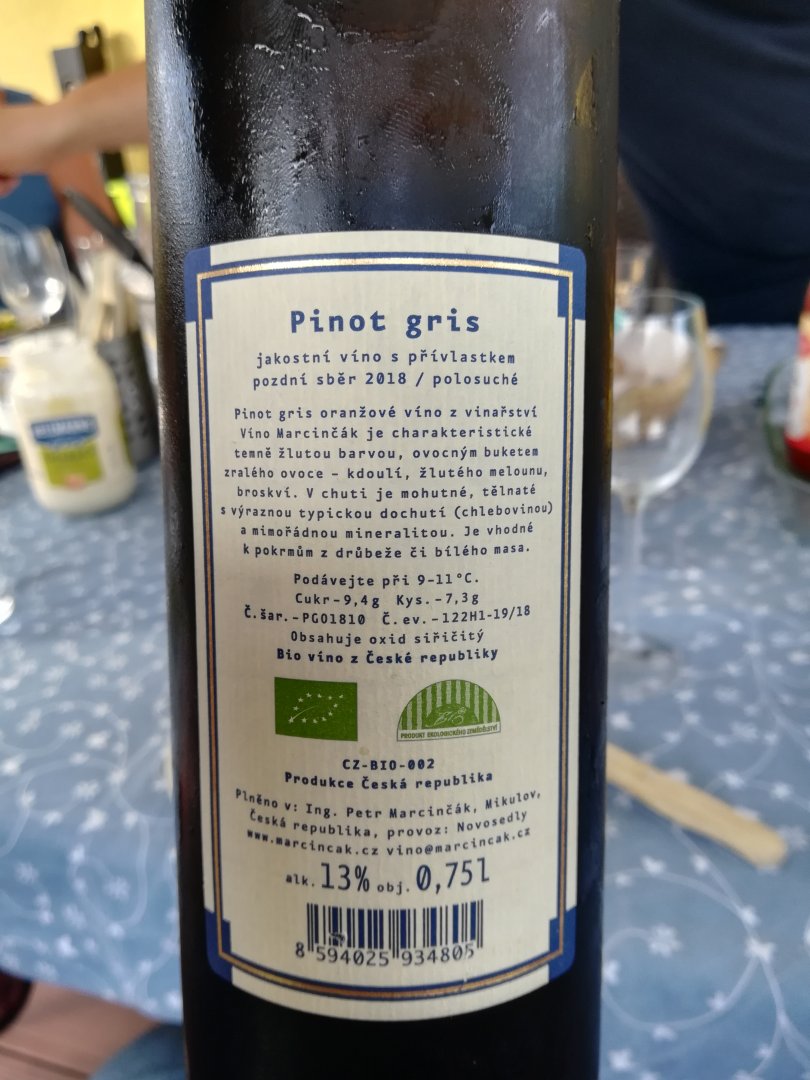 Pinot gris
jakostní víno s přívlastkem
pozdní sběr 2018 / polosuché
Pinot gris oranžové víno z vinařství
Víno Marcinčák je charakteristické
temně žlutou barvou, ovocným buketem
zralého ovoce – kdoulí, žlutého melounu,
broskví. V chuti je mohutné, tělnaté
s výraznou typickou dochutí (chlebovinou)
a mimořádnou mineralitou. Je vhodné
k pokrmům z drůbeže či bílého masa.
Podávejte při 9–11°C.
Cukr–9,4g Kys.–7,3g
Č.šar.–PGO1810 Č.ev.–122H1-19/18
Obsahuje oxid siřičitý
Bio víno z České republiky
BIO
PRODUKT EKOLOGICKÉHO ZEMĚDĚLSTVÍ
CZ-BIO-002
Produkce Česká republika
Plněno v: Ing. Petr Marcinčák, Mikulov,
Česká republika, provoz: Novosedly
www.marcincak.cz vino@marcincak.cz
alk. 13% obj. 0,75l
8 594025 934805